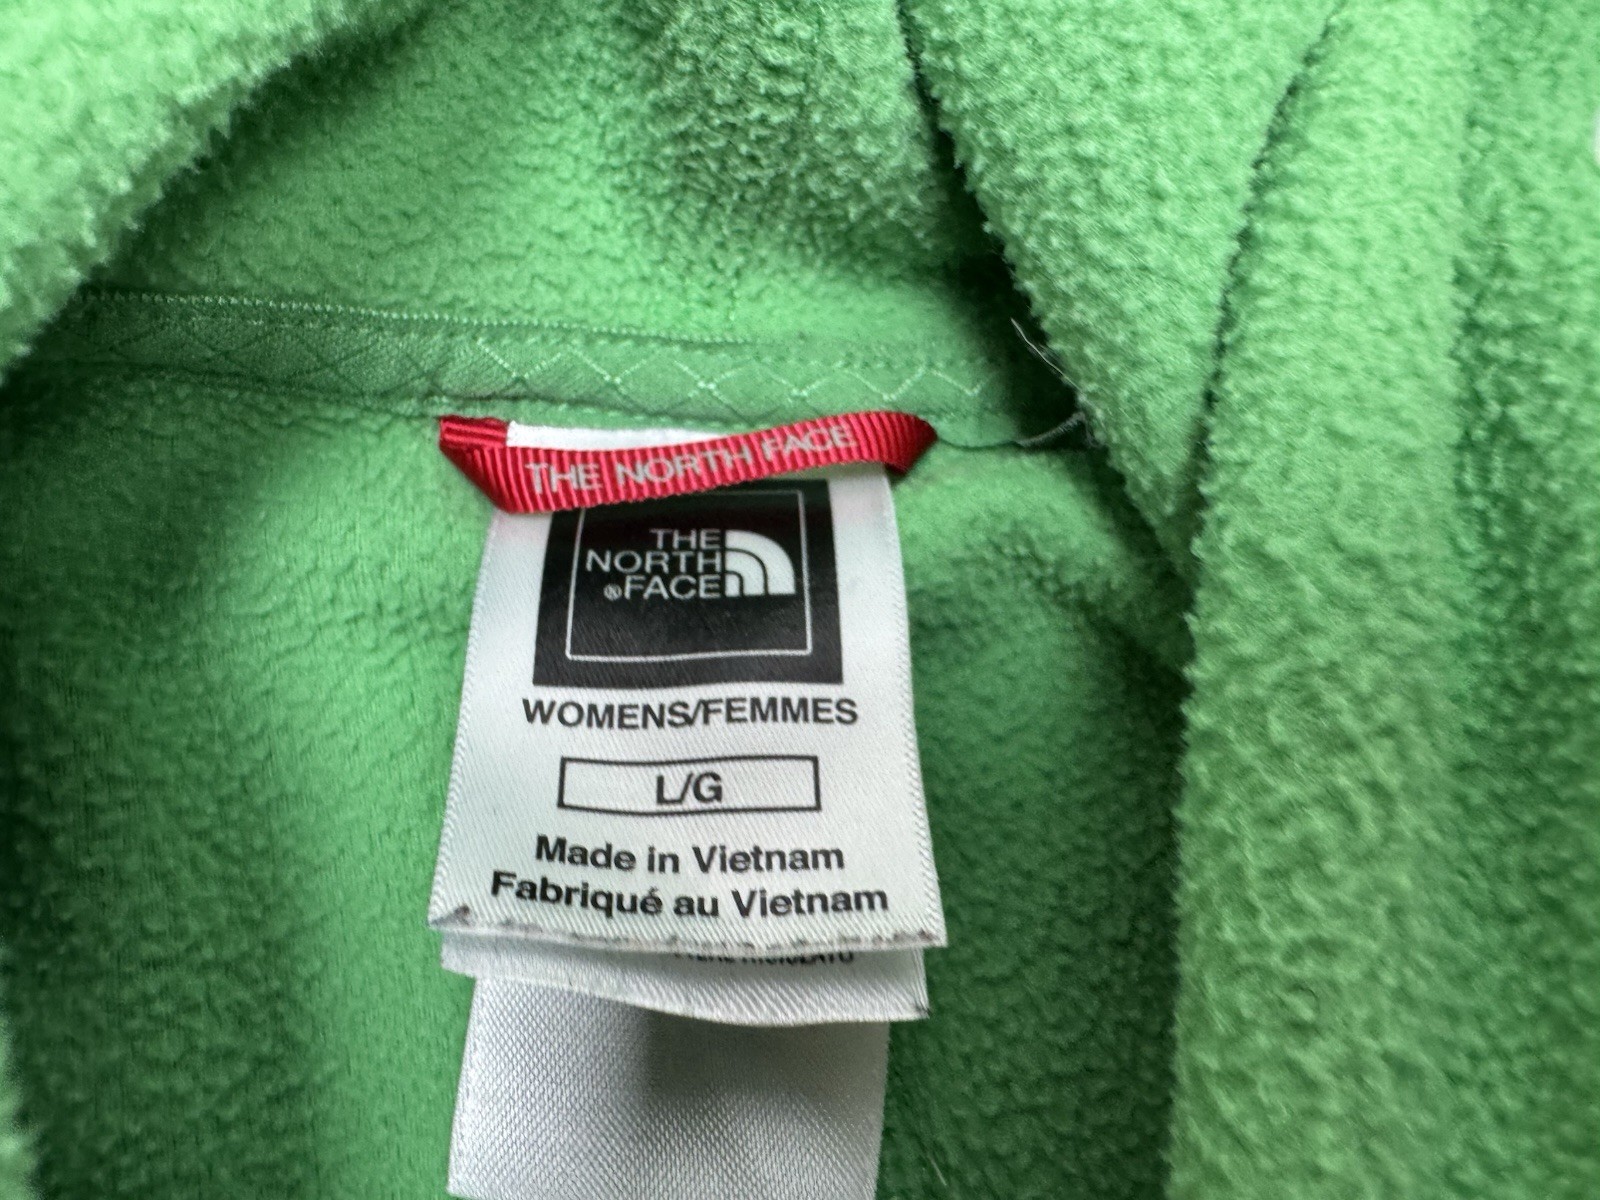 THE NORTH FACE
THE
NORTH
®FACE
WOMENS/FEMMES
L/G
Made in Vietnam
Fabriqué au Vietnam